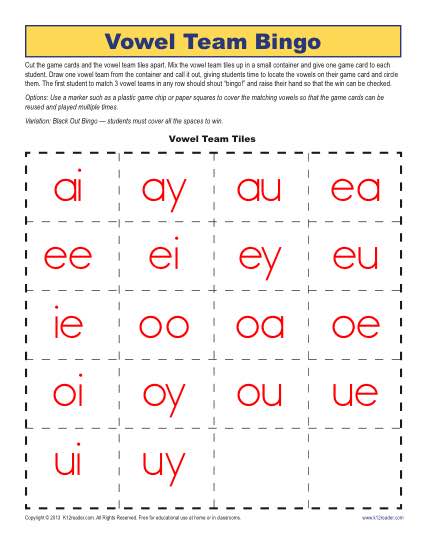 Vowel Team Bingo
Cut the game cards and the vowel team tiles apart. Mix the vowel team tiles up in a small container and give one game card to each
student. Draw one vowel team from the container and call it out, giving students time to locate the vowels on their game card and circle
them. The first student to match 3 vowel teams in any row should shout "bingo!" and raise their hand so that the win can be checked.
Options: Use a marker such as a plastic game chip or paper squares to cover the matching vowels so that the game cards can be
reused and played multiple times.
Variation: Black Out Bingo — students must cover all the spaces to win.
Vowel Team Tiles
ai ay au ea
ee ei ey eu
ie oo oa oe
oi oy ou ue
ui uy
Copyright © 2013 K12reader.com. All Rights Reserved. Free for educational use at home or in classrooms. www.k12reader.com